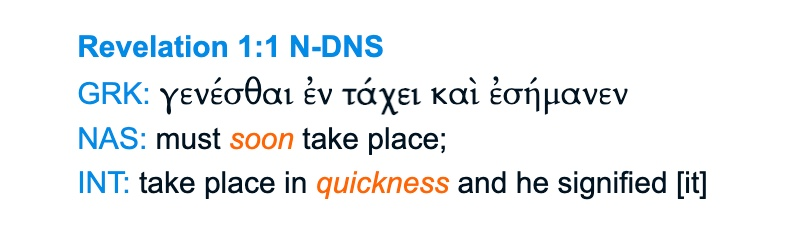 Revelation 1:1 N-DNS
GRK: γενέσθαι ἐν τάχει καὶ ἐσήμανεν
NAS: must soon take place;
INT: take place in quickness and he signified [it]